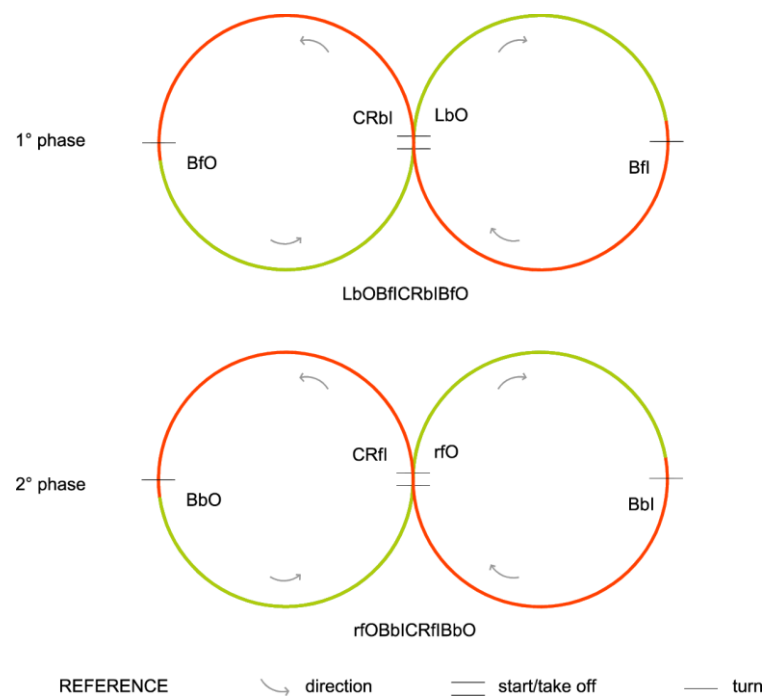 CRbI LbO
1° phase
BfO BfI
LbOBfICRbIBfO
CRfI rfO
2° phase
BbO BbI
rfOBbICRfIBbO
REFERENCE direction start/take off turn